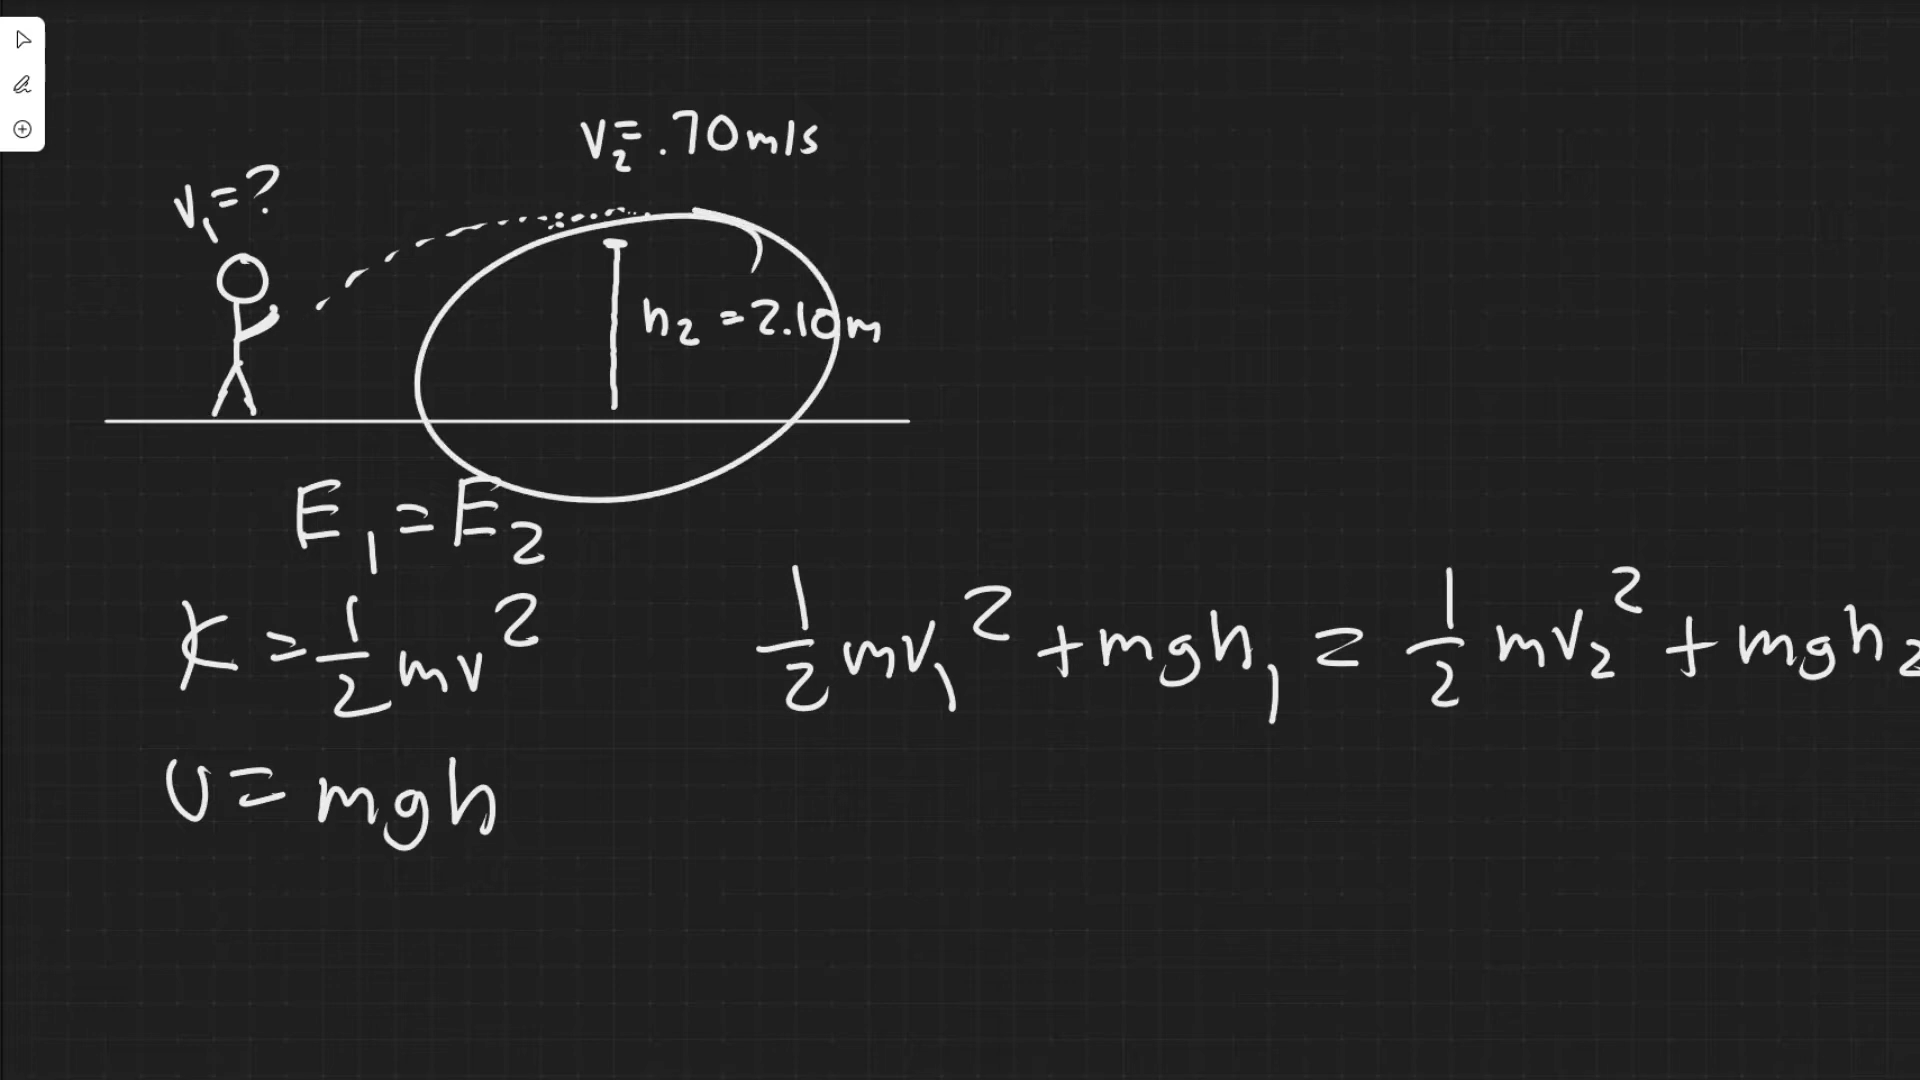 v₂=.70m/s
v₁=?
h₂=2.10m
E₁=E₂
K=½mv²
½mv₁²+mgh₁=½mv₂²+mgh₂
U=mgh